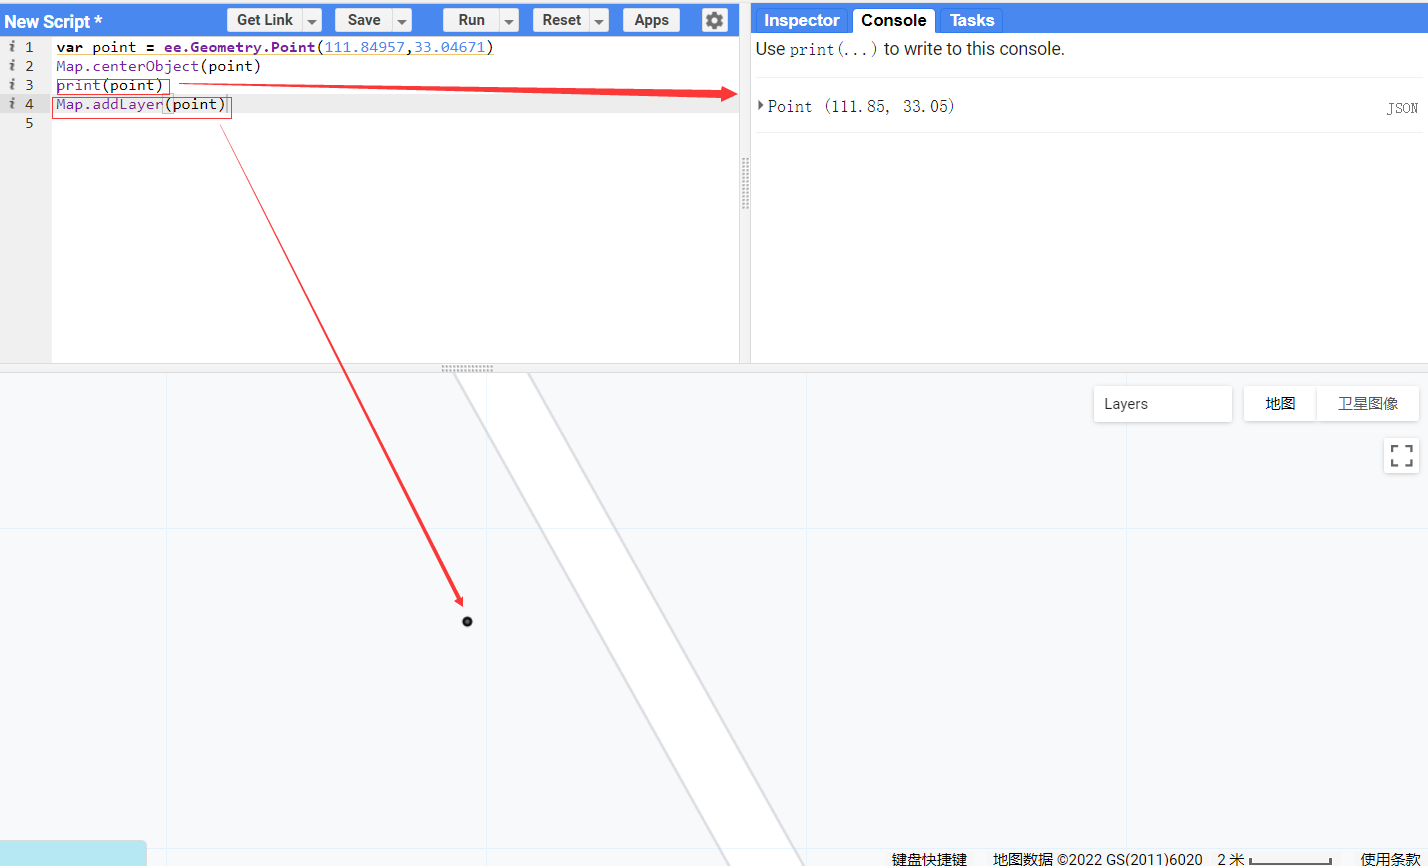 New Script *
Get Link
Save
Run
Reset
Apps
Inspector
Console
Tasks
i 1 var point = ee.Geometry.Point(111.84957,33.04671)
i 2 Map.centerObject(point)
i 3 print(point)
i 4 Map.addLayer(point)
5
Use print(...) to write to this console.
Point (111.85, 33.05)
JSON
Layers
地图
卫星图像
键盘快捷键
地图数据 ©2022 GS(2011)6020
2 米
使用条款